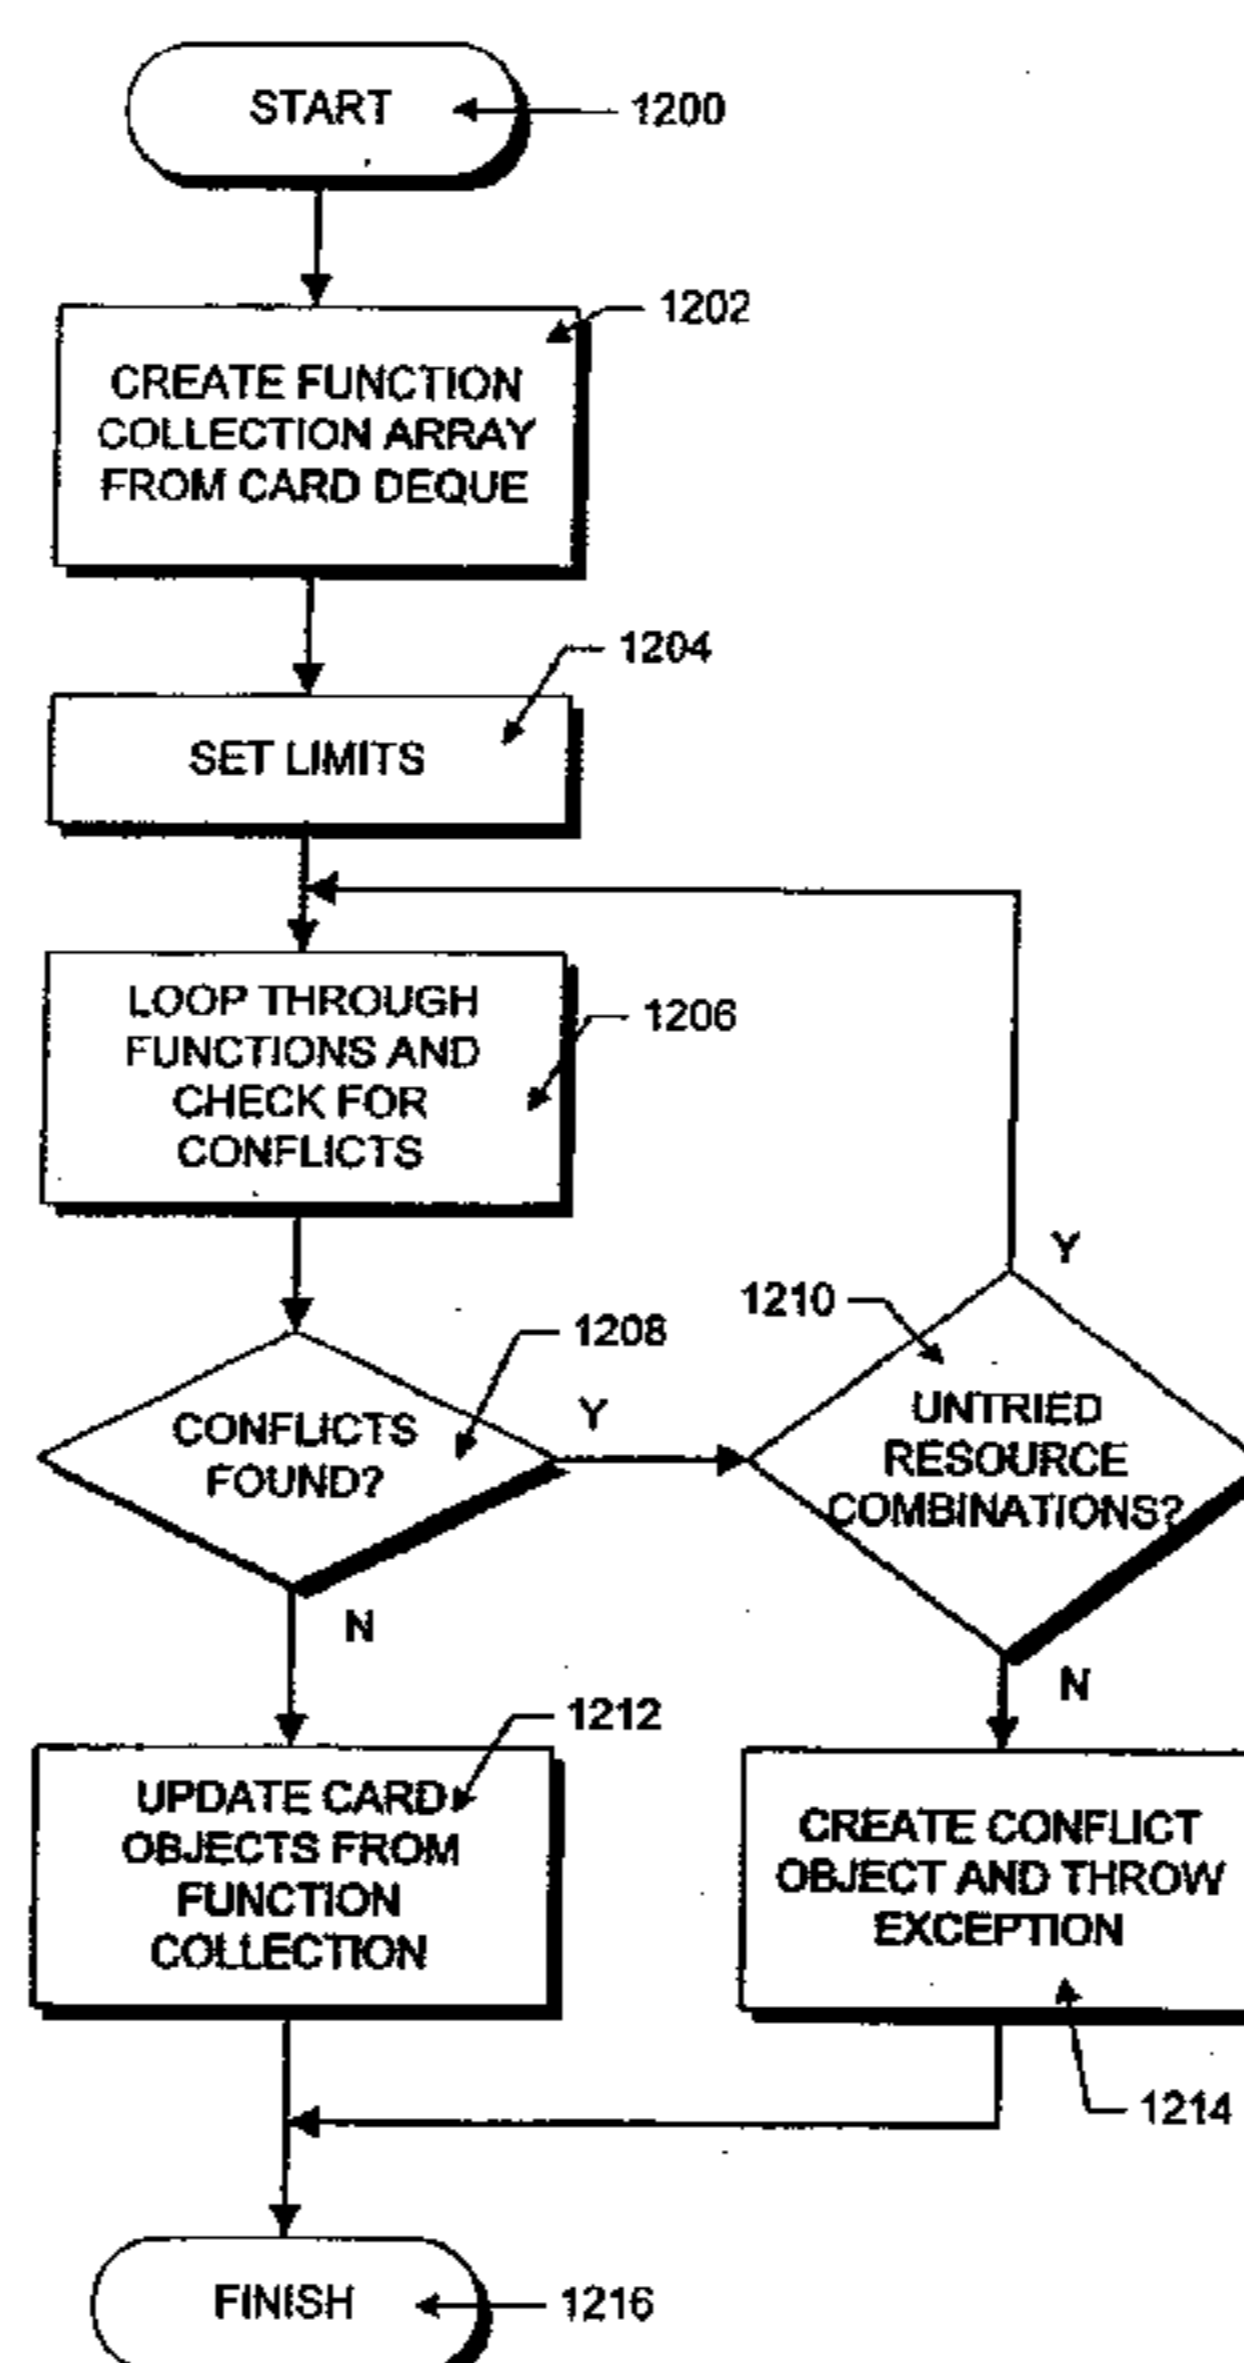 START
1200
1202
CREATE FUNCTION
COLLECTION ARRAY
FROM CARD DEQUE
1204
SET LIMITS
LOOP THROUGH
FUNCTIONS AND
CHECK FOR
CONFLICTS
1206
1208
CONFLICTS
FOUND?
Y
N
1210
Y
UNTRIED
RESOURCE
COMBINATIONS?
N
1212
UPDATE CARD
OBJECTS FROM
FUNCTION
COLLECTION
CREATE CONFLICT
OBJECT AND THROW
EXCEPTION
1214
FINISH
1216